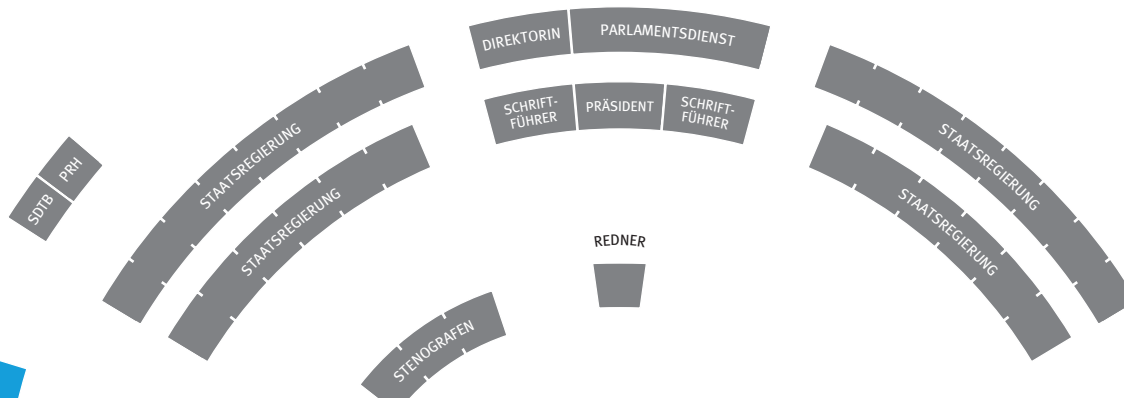 DIREKTORIN
PARLAMENTSDIENST
SCHRIFT-
FÜHRER
PRÄSIDENT
SCHRIFT-
FÜHRER
STAATSREGIERUNG
STAATSREGIERUNG
STAATSREGIERUNG
STAATSREGIERUNG
PRH
SDTB
REDNER
STENOGRAFEN